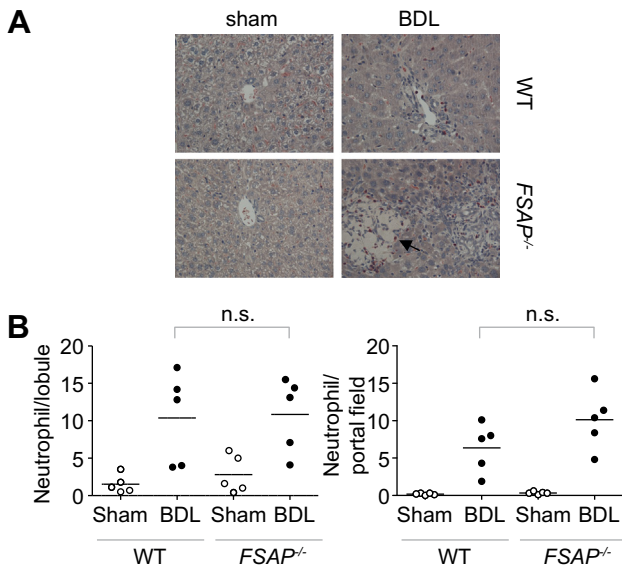 A
sham
BDL
WT
FSAP-/-
B
n.s.
n.s.
Neutrophil/lobule
20
15
10
5
0
Sham
BDL
Sham
BDL
WT
FSAP-/-
Neutrophil/
portal field
20
15
10
5
0
Sham
BDL
Sham
BDL
WT
FSAP-/-